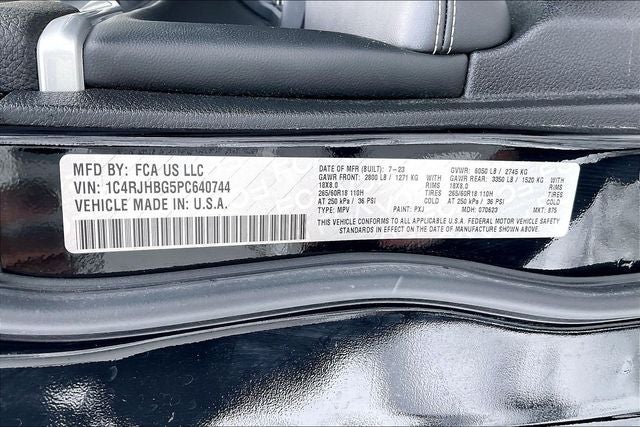 MFD BY: FCA US LLC
VIN: 1C4RJHBG5PC640744
VEHICLE MADE IN: U.S.A.
DATE OF MFR (BUILT): 7-23 GVWR: 6050 LB / 2745 KG
GAWR FRONT: 2800 LB / 1271 KG WITH GAWR REAR: 3350 LB / 1520 KG WITH
18X8.0 RIMS 18X8.0 RIMS
265/60R18 110H TIRES 265/60R18 110H TIRES
AT 250 kPa / 36 PSI COLD AT 250 kPa / 36 PSI COLD
TYPE: MPV PAINT: PXJ MDH: 070623 MKT: 875
THIS VEHICLE CONFORMS TO ALL APPLICABLE U.S.A. FEDERAL MOTOR VEHICLE SAFETY
STANDARDS IN EFFECT ON THE DATE OF MANUFACTURE SHOWN ABOVE.